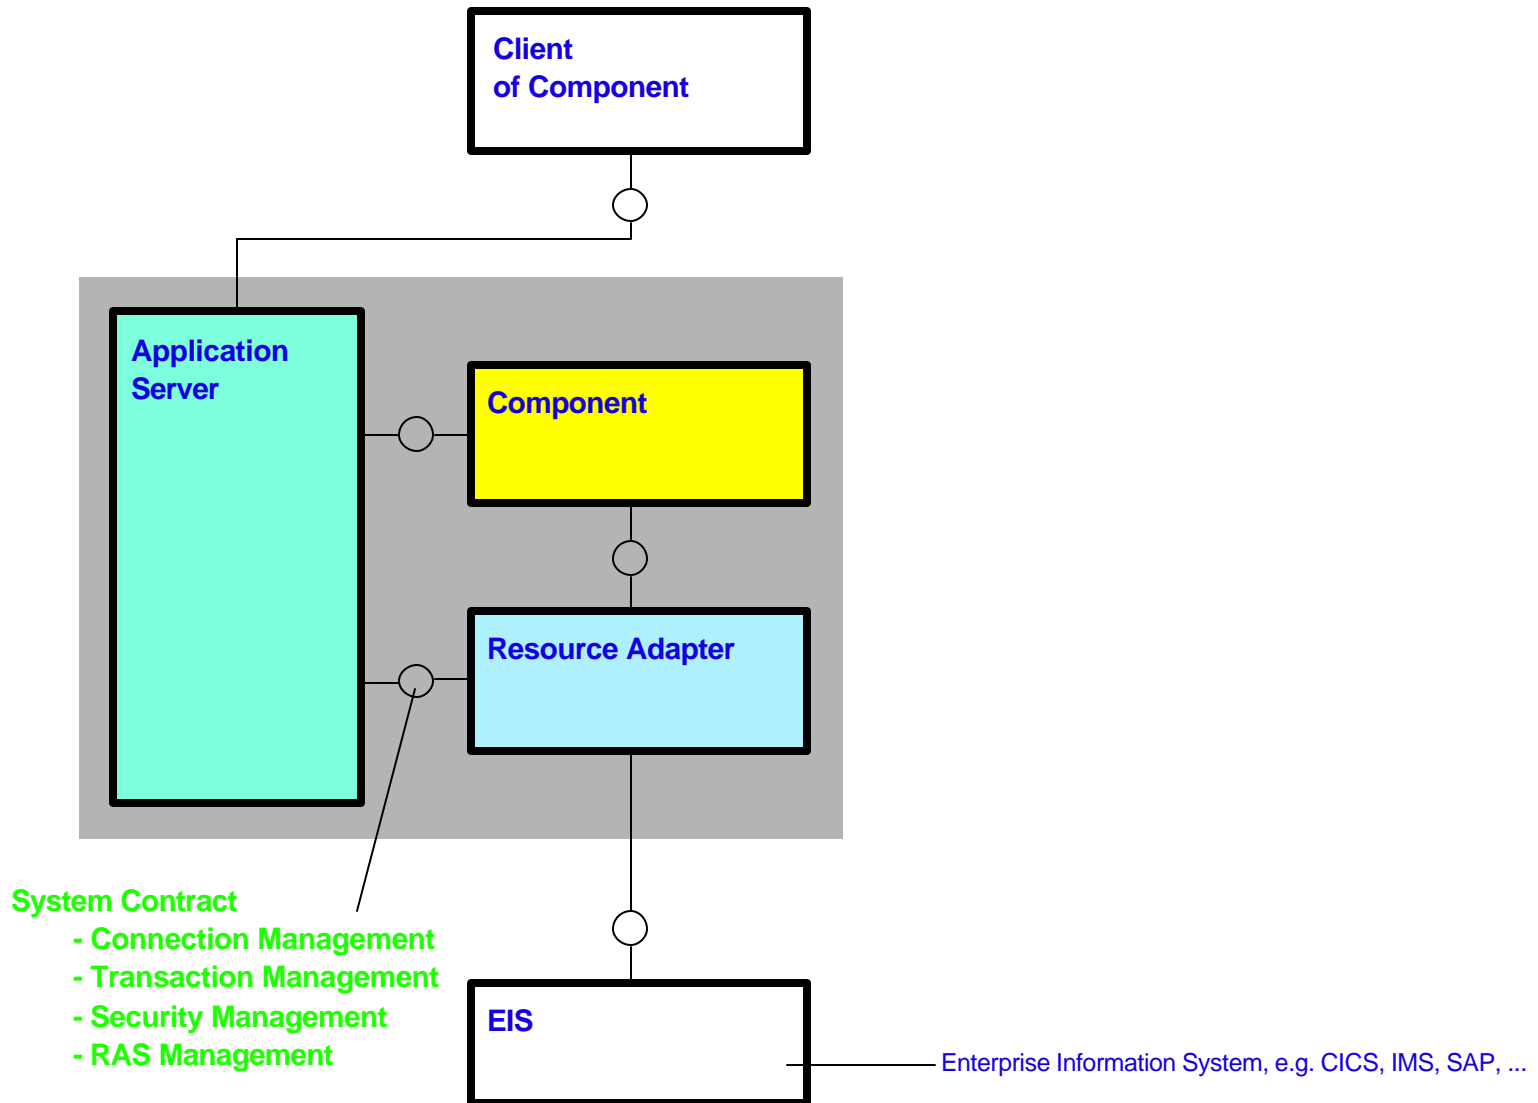 Client
of Component
Application
Server
Component
Resource Adapter
System Contract
- Connection Management
- Transaction Management
- Security Management
- RAS Management
EIS
Enterprise Information System, e.g. CICS, IMS, SAP, ...